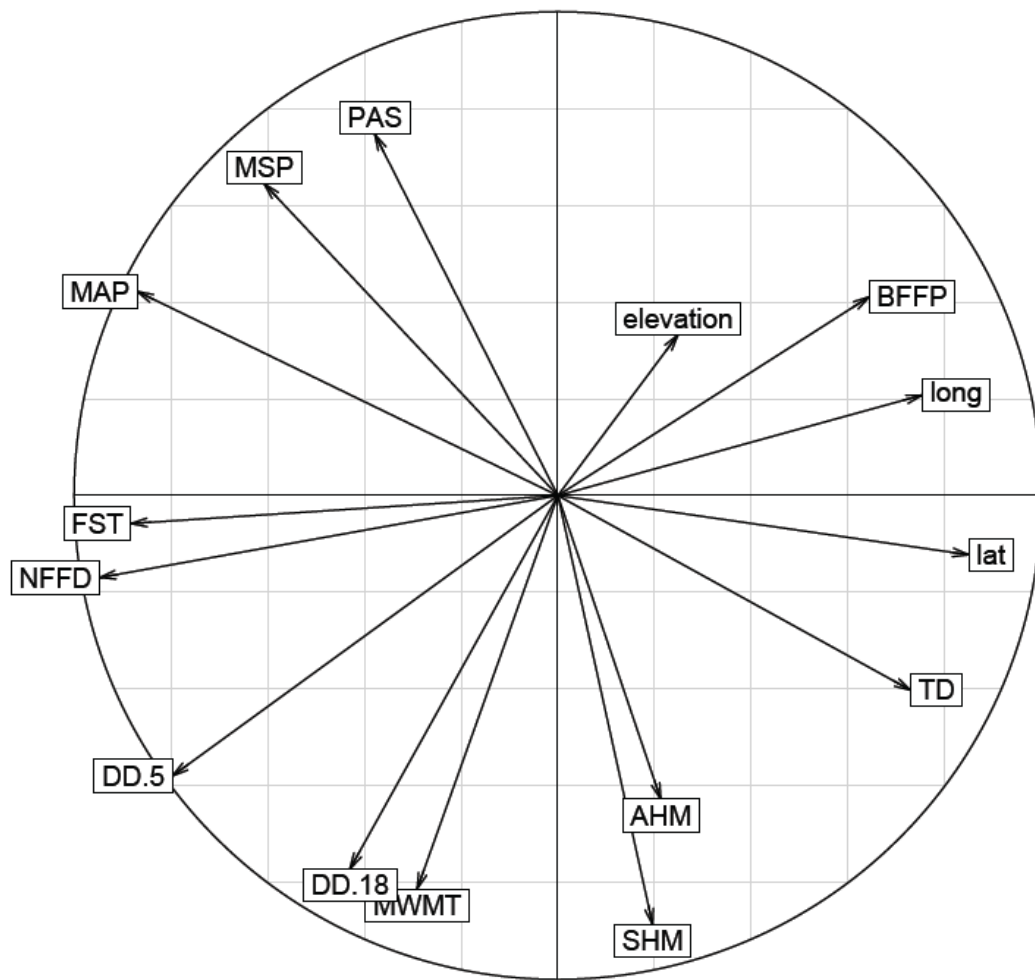 PAS
MSP
MAP
BFFP
elevation
long
FST
NFFD
lat
TD
DD.5
AHM
DD.18
MWMT
SHM